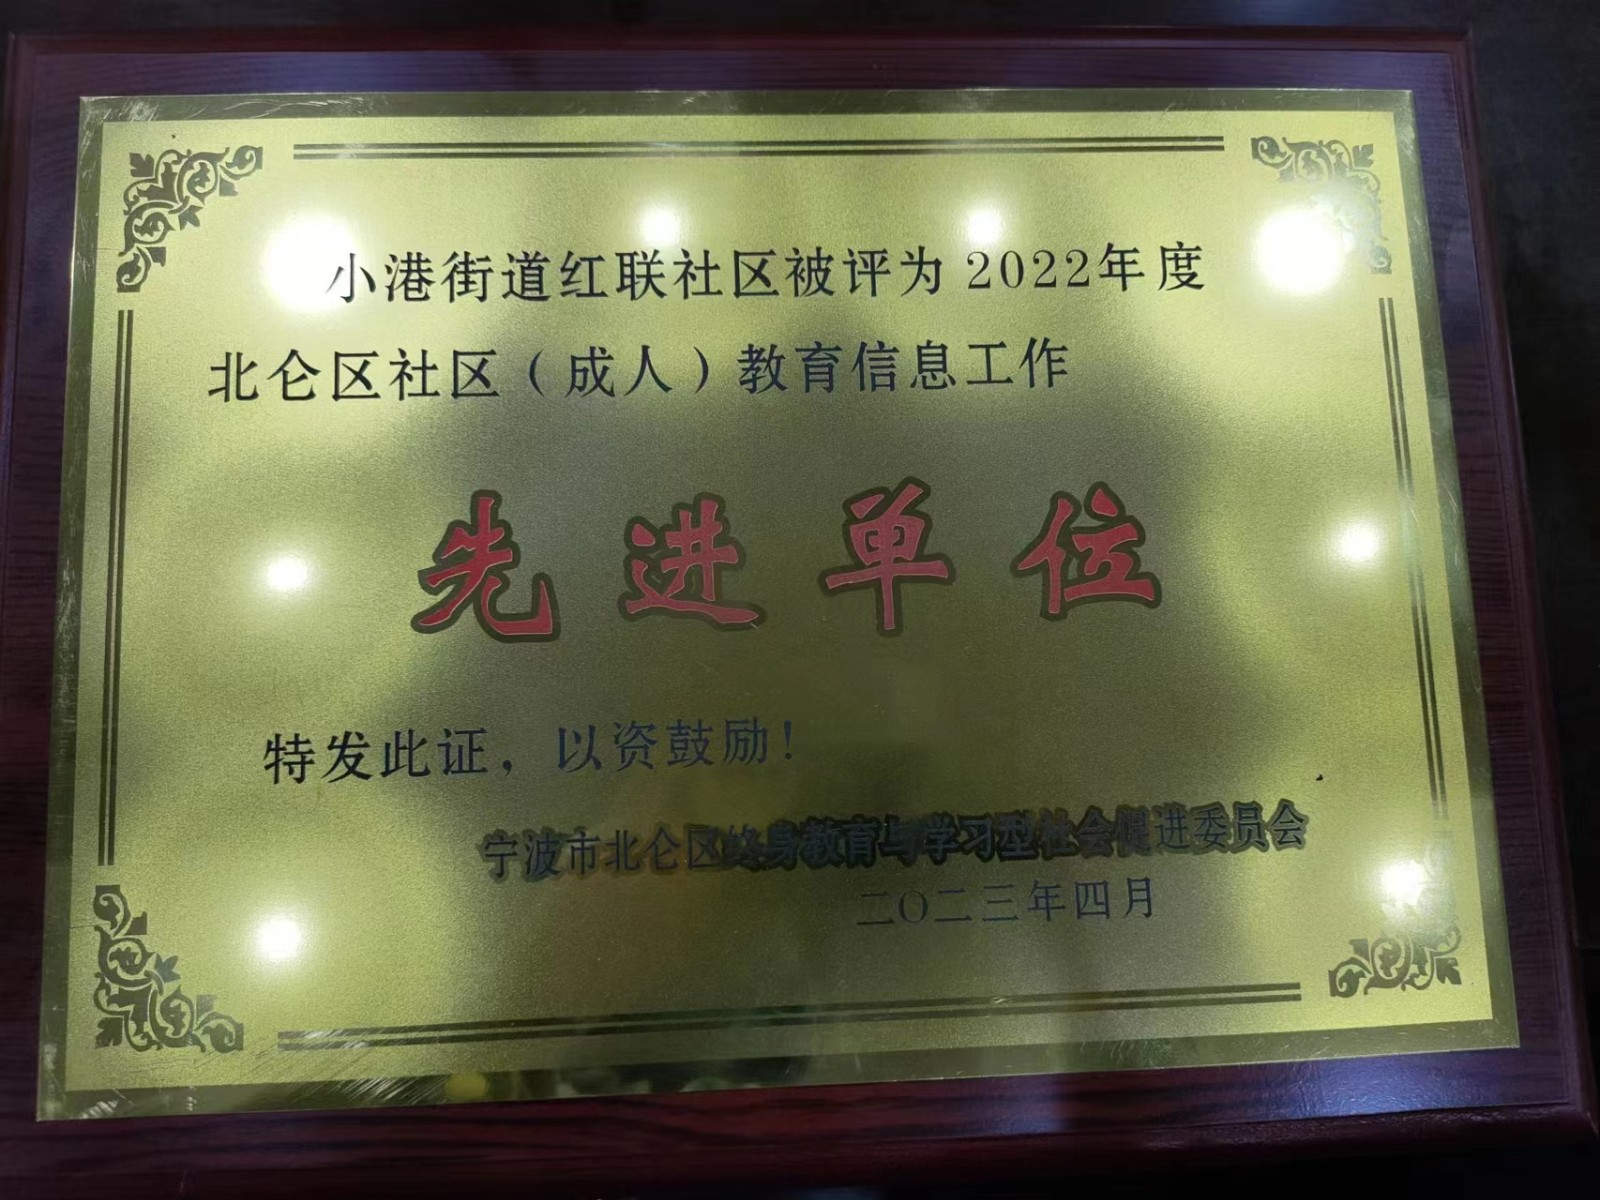 小港街道红联社区被评为 2022年度
北仑区社区（成人）教育信息工作
先进单位
特发此证，以资鼓励！
宁波市北仑区终身教育与学习型社会促进委员会
二〇二三年四月